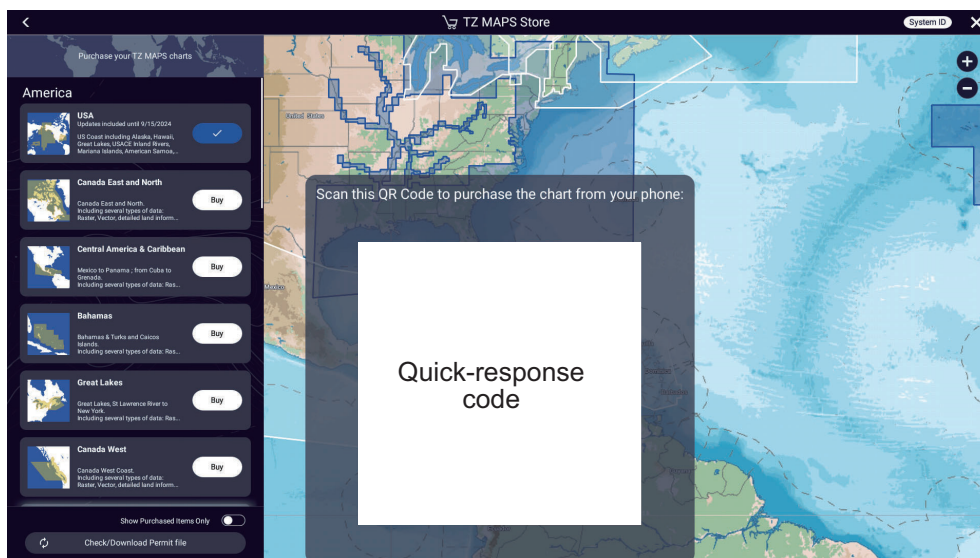 TZ MAPS Store
System ID
Purchase your TZ MAPS charts
America
USA
Updates included until 9/15/2024
US Coast including Alaska, Hawaii,
Great Lakes, USACE Inland Rivers,
Mariana Islands, American Samoa,...
Canada East and North
Canada East and North.
Including several types of data:
Raster, Vector, detailed land inform...
Buy
Central America & Caribbean
Mexico to Panama ; from Cuba to
Grenada.
Including several types of data: Ras...
Buy
Bahamas
Bahamas & Turks and Caicos
Islands.
Including several types of data: Ras...
Buy
Great Lakes
Great Lakes, St Lawrence River to
New York.
Including several types of data: Ras...
Buy
Canada West
Canada West Coast.
Including several types of data:
Raster, Vector, detailed land inform...
Buy
Show Purchased Items Only
Check/Download Permit file
United States
Mexico
Scan this QR Code to purchase the chart from your phone:
Quick-response
code